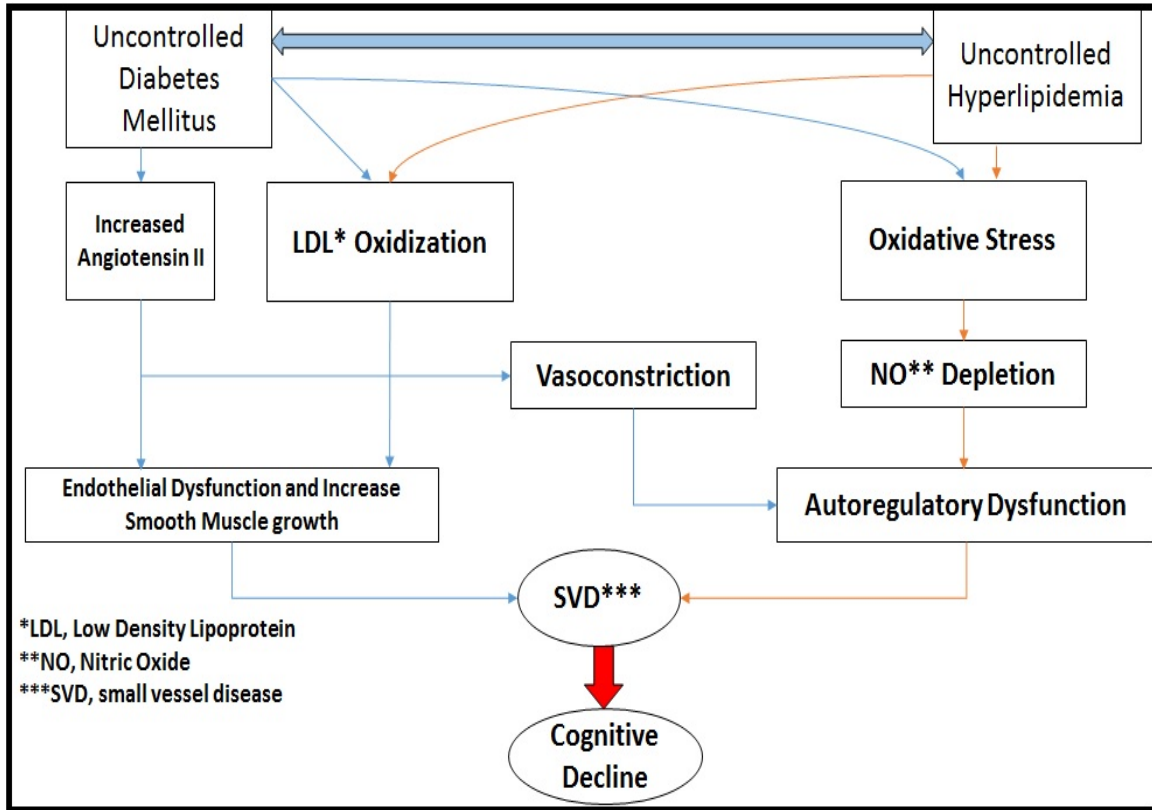 Uncontrolled
Diabetes
Mellitus
Uncontrolled
Hyperlipidemia
Increased
Angiotensin II
LDL* Oxidization
Oxidative Stress
Vasoconstriction
NO** Depletion
Endothelial Dysfunction and Increase
Smooth Muscle growth
Autoregulatory Dysfunction
SVD***
*LDL, Low Density Lipoprotein
**NO, Nitric Oxide
***SVD, small vessel disease
Cognitive
Decline